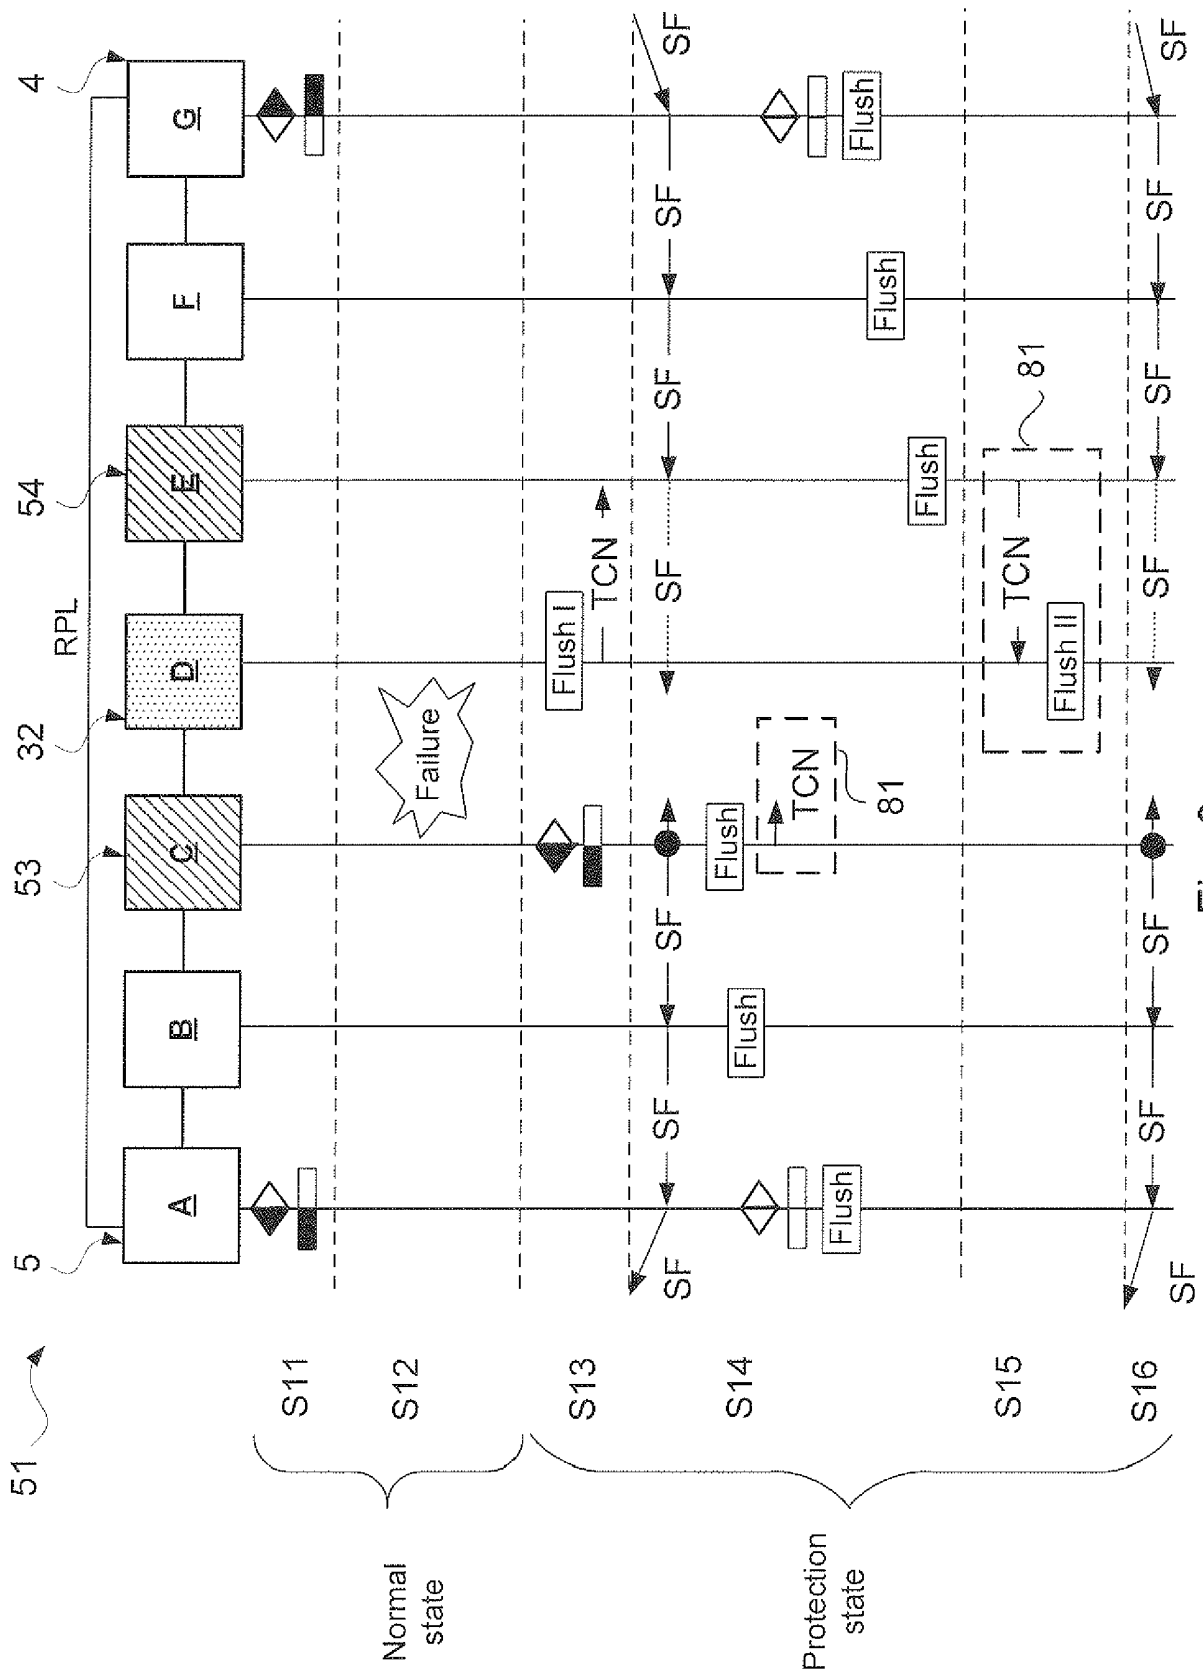 51
5
53
32
54
4
RPL
A
B
C
D
E
F
G
Normal
state
S11
S12
Failure
Protection
state
S13
Flush I
TCN
S14
SF
SF
SF
SF
SF
SF
SF
Flush
TCN
81
Flush
Flush
Flush
Flush
Flush
S15
TCN
81
Flush II
S16
SF
SF
SF
SF
SF
SF
SF